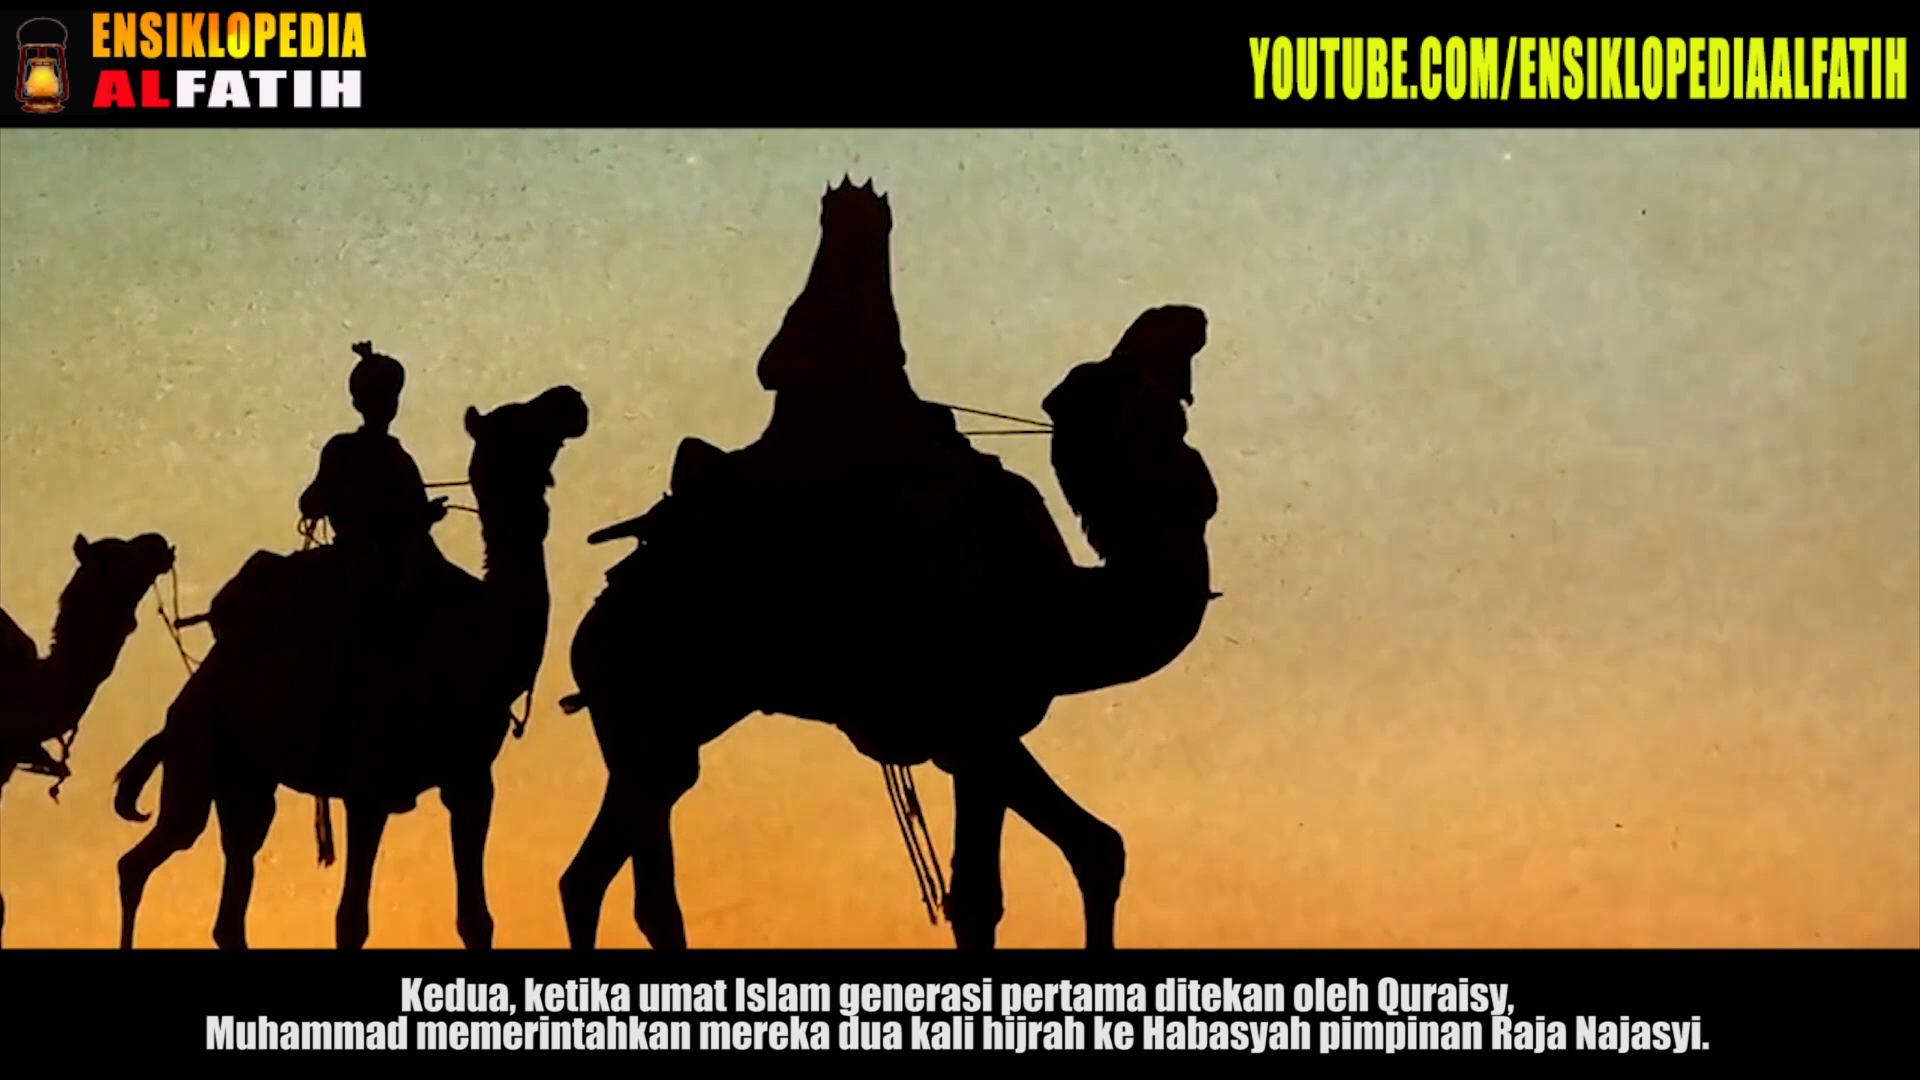 ENSIKLOPEDIA
ALFATIH
YOUTUBE.COM/ENSIKLOPEDIAALFATIH
Kedua, ketika umat Islam generasi pertama ditekan oleh Quraisy,
Muhammad memerintahkan mereka dua kali hijrah ke Habasyah pimpinan Raja Najasyi.